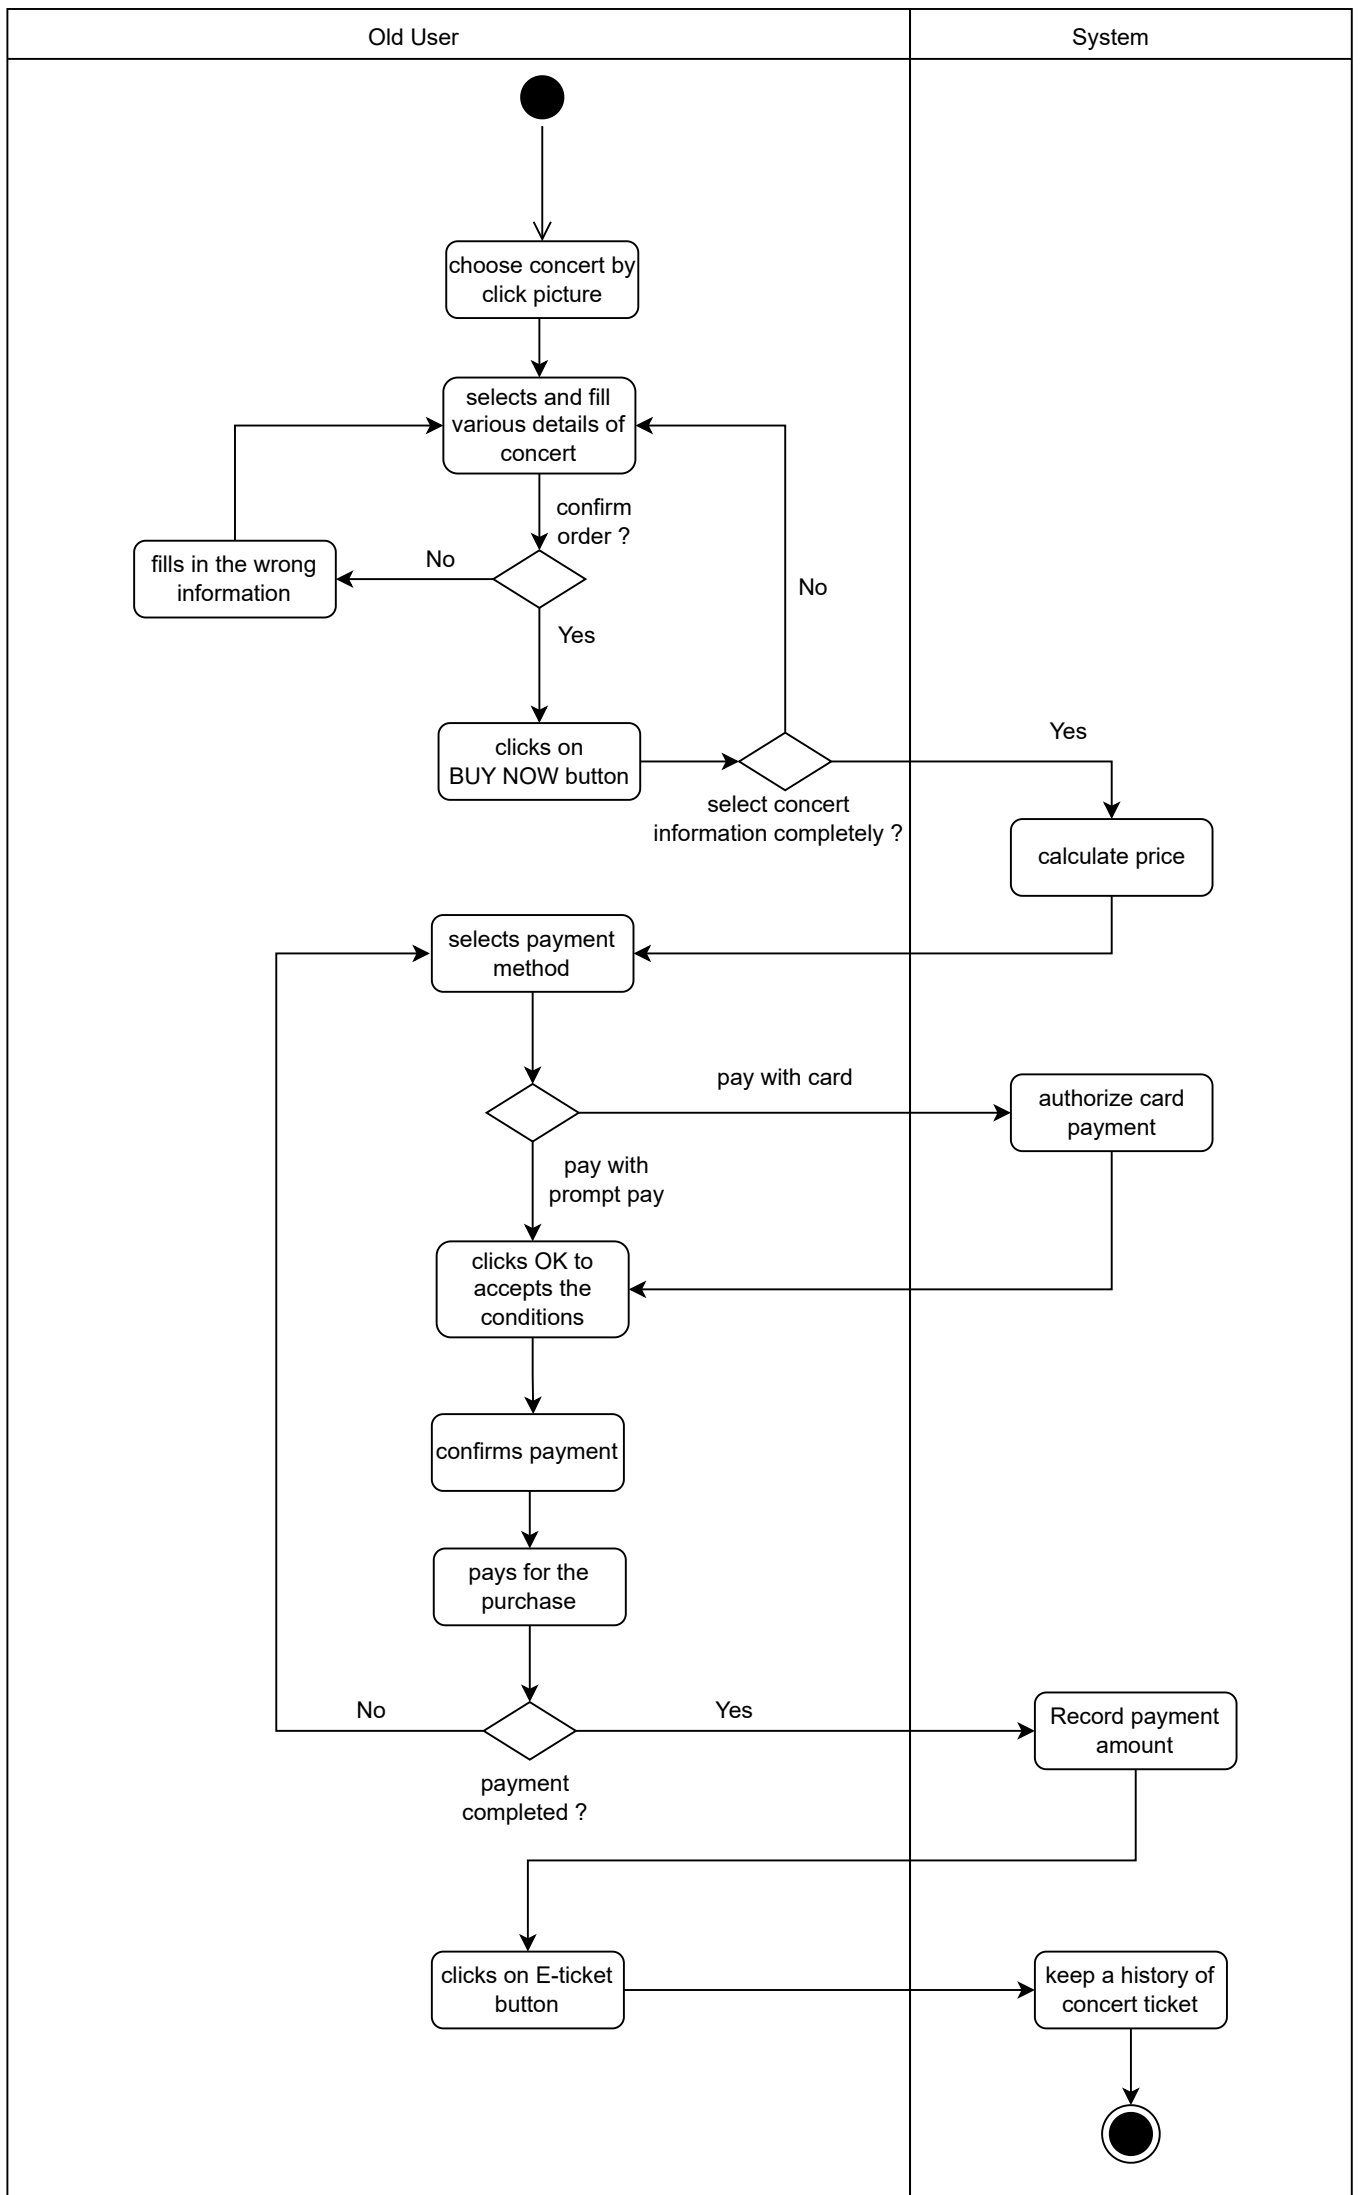 Old User
System
choose concert by
click picture
selects and fill
various details of
concert
confirm
order ?
No
fills in the wrong
information
No
Yes
Yes
clicks on
BUY NOW button
select concert
information completely ?
calculate price
selects payment
method
pay with card
authorize card
payment
pay with
prompt pay
clicks OK to
accepts the
conditions
confirms payment
pays for the
purchase
No
Yes
Record payment
amount
payment
completed ?
clicks on E-ticket
button
keep a history of
concert ticket